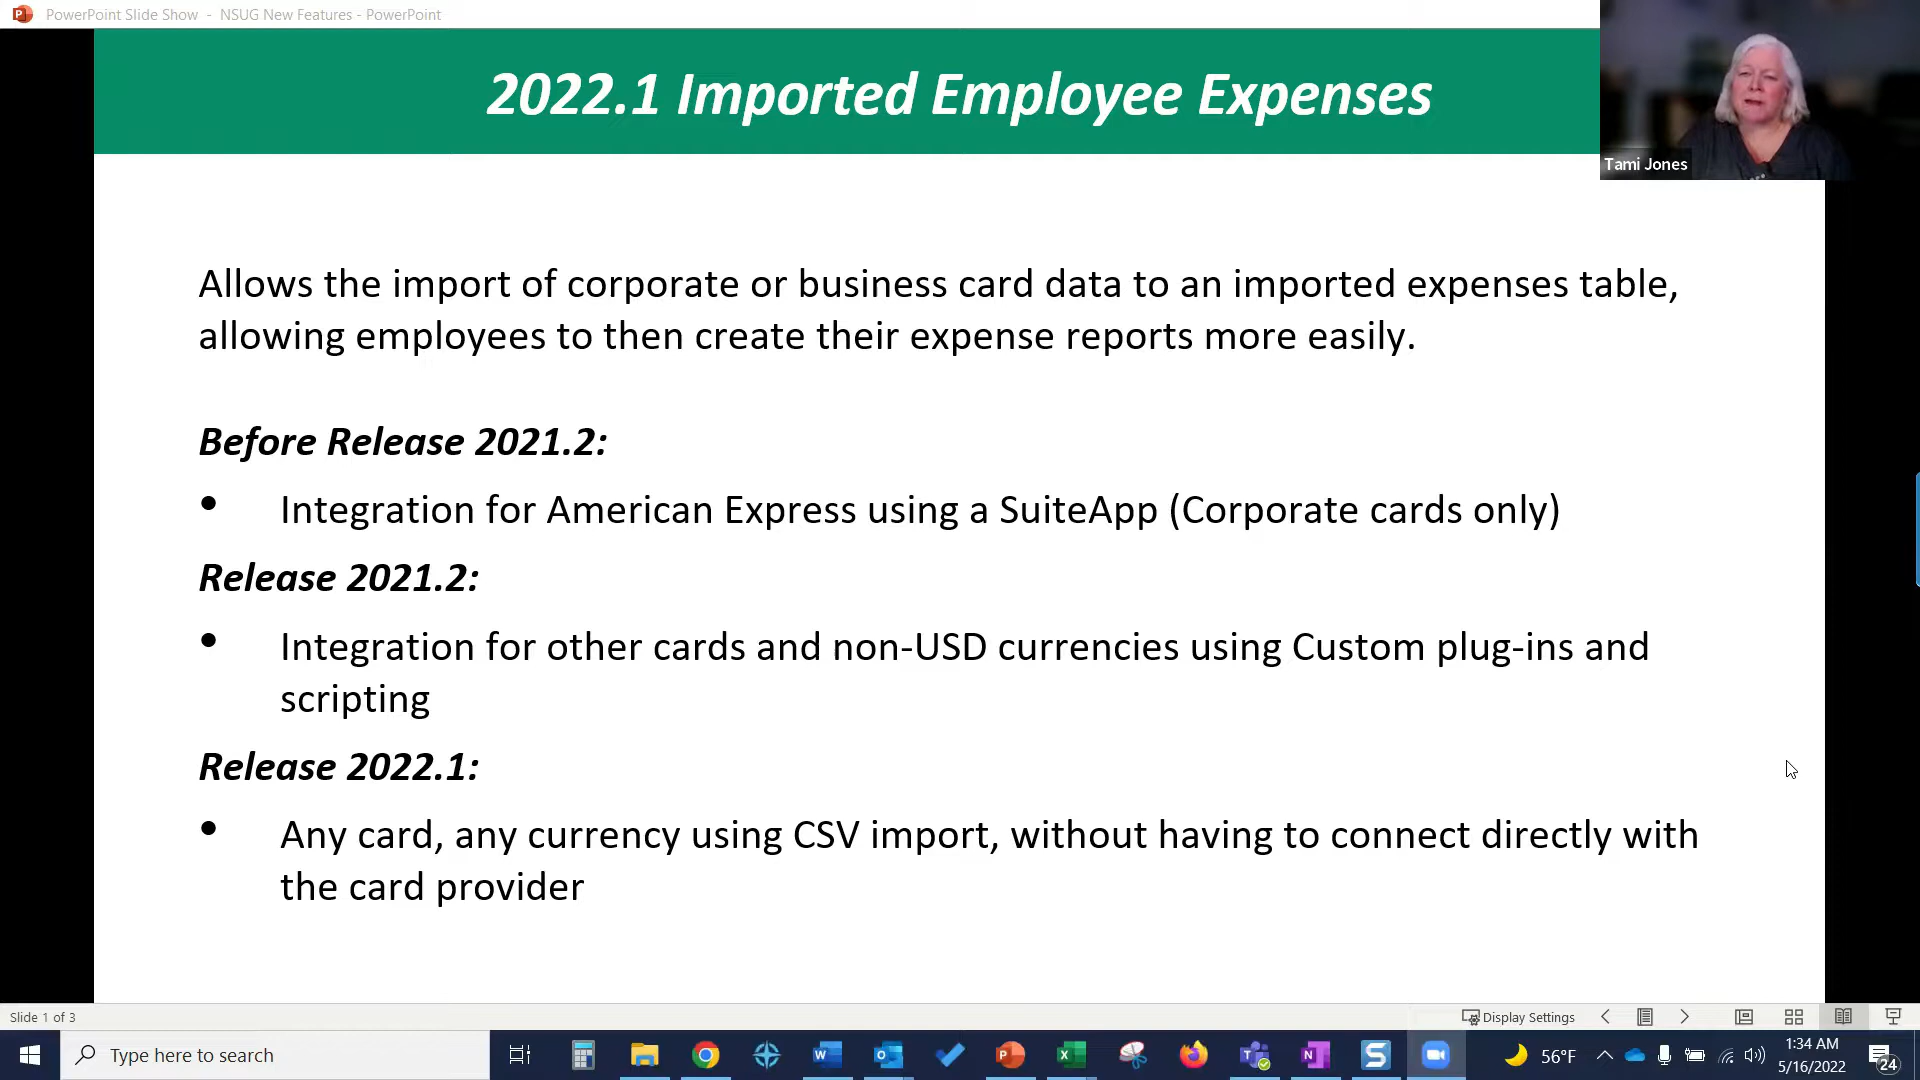 PowerPoint Slide Show - NSUG New Features - PowerPoint
2022.1 Imported Employee Expenses
Tami Jones
Allows the import of corporate or business card data to an imported expenses table,
allowing employees to then create their expense reports more easily.
Before Release 2021.2:
• Integration for American Express using a SuiteApp (Corporate cards only)
Release 2021.2:
• Integration for other cards and non-USD currencies using Custom plug-ins and
scripting
Release 2022.1:
• Any card, any currency using CSV import, without having to connect directly with
the card provider
Slide 1 of 3
Display Settings
Type here to search
56°F
1:34 AM
5/16/2022
24